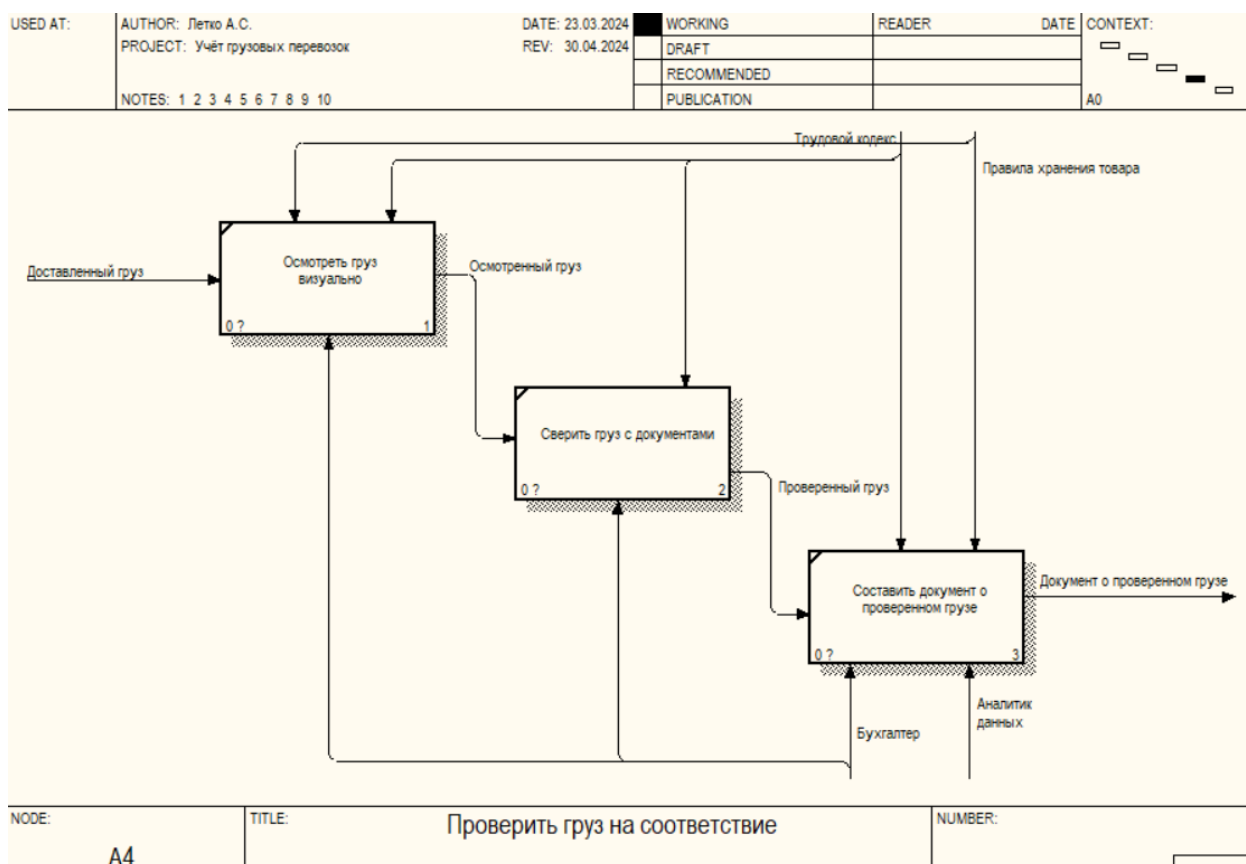 USED AT:
AUTHOR: Летко А.С.
DATE: 23.03.2024
WORKING
READER
DATE
CONTEXT:
PROJECT: Учёт грузовых перевозок
REV: 30.04.2024
DRAFT
RECOMMENDED
NOTES: 1 2 3 4 5 6 7 8 9 10
PUBLICATION
A0
Трудовой кодекс
Правила хранения товара
Доставленный груз
Осмотреть груз
визуально
0 ?
1
Осмотренный груз
Сверить груз с документами
0 ?
2
Проверенный груз
Составить документ о
проверенном грузе
0 ?
3
Документ о проверенном грузе
Бухгалтер
Аналитик
данных
NODE:
A4
TITLE:
Проверить груз на соответствие
NUMBER: